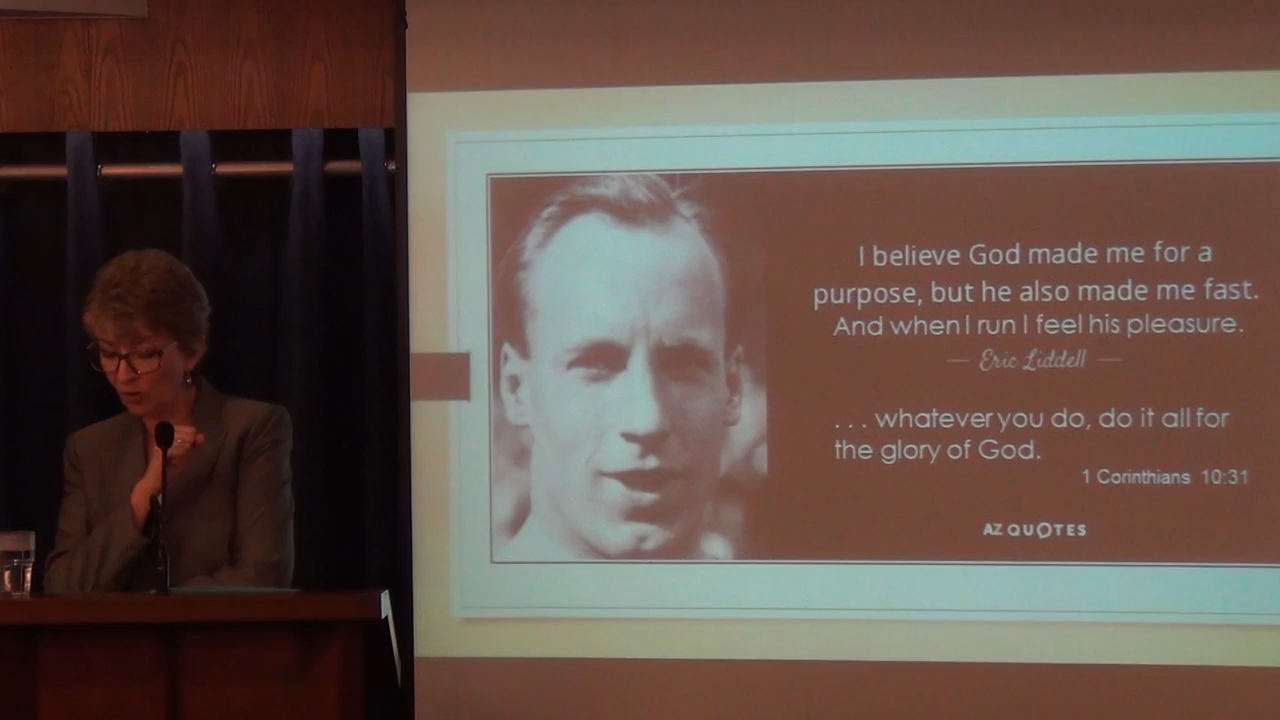 I believe God made me for a
purpose, but he also made me fast.
And when I run I feel his pleasure.
— Eric Liddell —
. . . whatever you do, do it all for
the glory of God.
1 Corinthians 10:31
AZ QUOTES